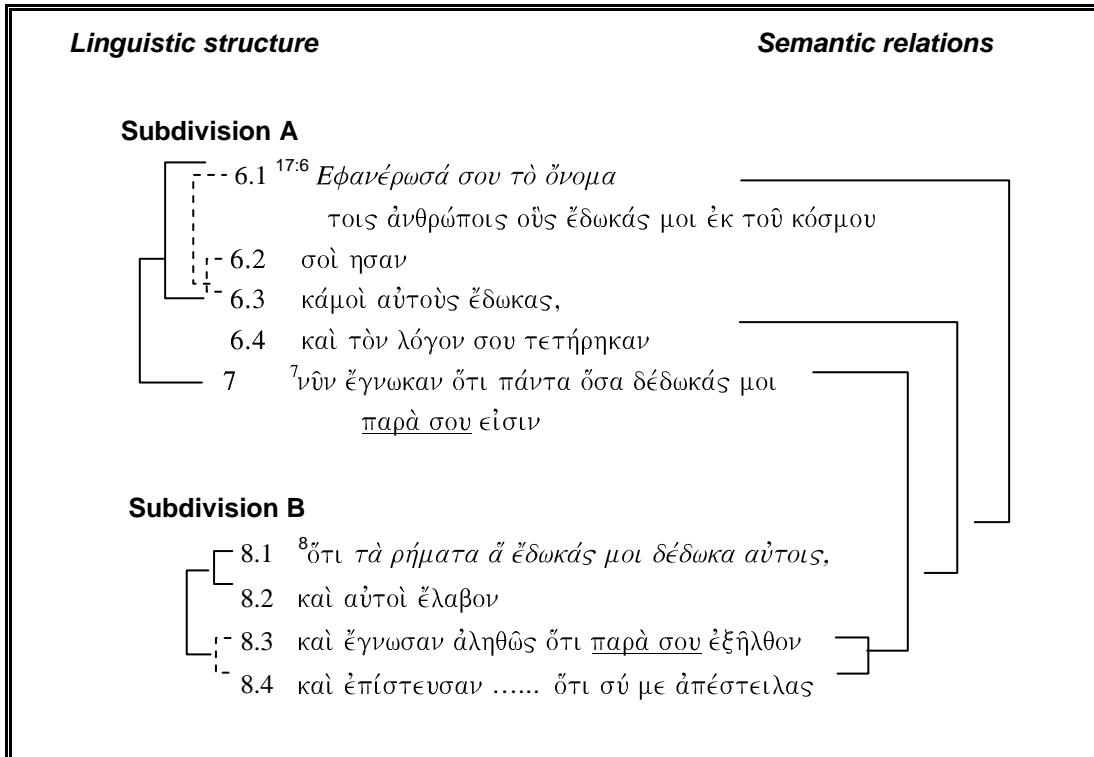 Linguistic structure Semantic relations
Subdivision A
6.1 17:6 Εφανέρωσά σου τὸ ὄνομα
τοις ἀνθρώποις οὓς ἔδωκάς μοι ἐκ τοῦ κόσμου
6.2 σοὶ ησαν
6.3 κάμοὶ αὐτοὺς ἔδωκας,
6.4 καὶ τὸν λόγον σου τετήρηκαν
7 7νῦν ἔγνωκαν ὅτι πάντα ὅσα δέδωκάς μοι
παρὰ σου εἰσιν
Subdivision B
8.1 8ὅτι τὰ ρήματα ἅ ἔδωκάς μοι δέδωκα αὐτοις,
8.2 καὶ αὐτοὶ ἔλαβον
8.3 καὶ ἔγνωσαν ἀληθῶς ὅτι παρὰ σου ἐξῆλθον
8.4 καὶ ἐπίστευσαν …... ὅτι σύ με ἀπέστειλας